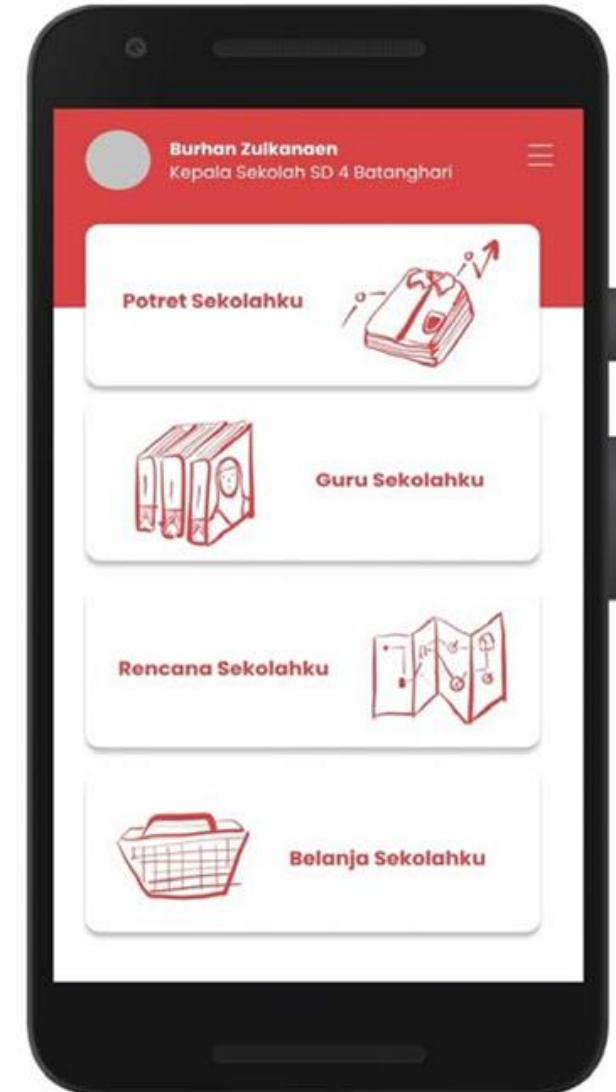 Burhan Zulkanaen
Kepala Sekolah SD 4 Batanghari
Potret Sekolahku
Guru Sekolahku
Rencana Sekolahku
Belanja Sekolahku